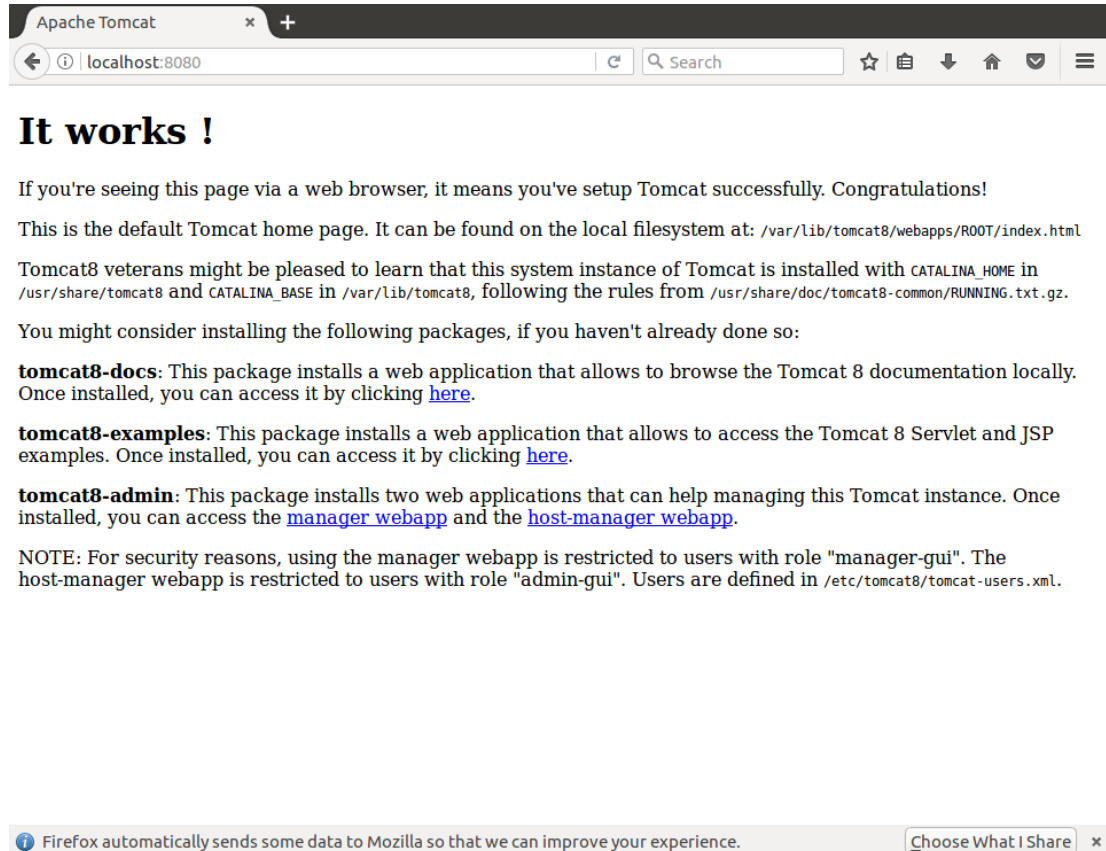 Apache Tomcat
localhost:8080
Search
It works !
If you're seeing this page via a web browser, it means you've setup Tomcat successfully. Congratulations!
This is the default Tomcat home page. It can be found on the local filesystem at: /var/lib/tomcat8/webapps/ROOT/index.html
Tomcat8 veterans might be pleased to learn that this system instance of Tomcat is installed with CATALINA_HOME in
/usr/share/tomcat8 and CATALINA_BASE in /var/lib/tomcat8, following the rules from /usr/share/doc/tomcat8-common/RUNNING.txt.gz.
You might consider installing the following packages, if you haven't already done so:
tomcat8-docs: This package installs a web application that allows to browse the Tomcat 8 documentation locally.
Once installed, you can access it by clicking here.
tomcat8-examples: This package installs a web application that allows to access the Tomcat 8 Servlet and JSP
examples. Once installed, you can access it by clicking here.
tomcat8-admin: This package installs two web applications that can help managing this Tomcat instance. Once
installed, you can access the manager webapp and the host-manager webapp.
NOTE: For security reasons, using the manager webapp is restricted to users with role "manager-gui". The
host-manager webapp is restricted to users with role "admin-gui". Users are defined in /etc/tomcat8/tomcat-users.xml.
Firefox automatically sends some data to Mozilla so that we can improve your experience.
Choose What I Share